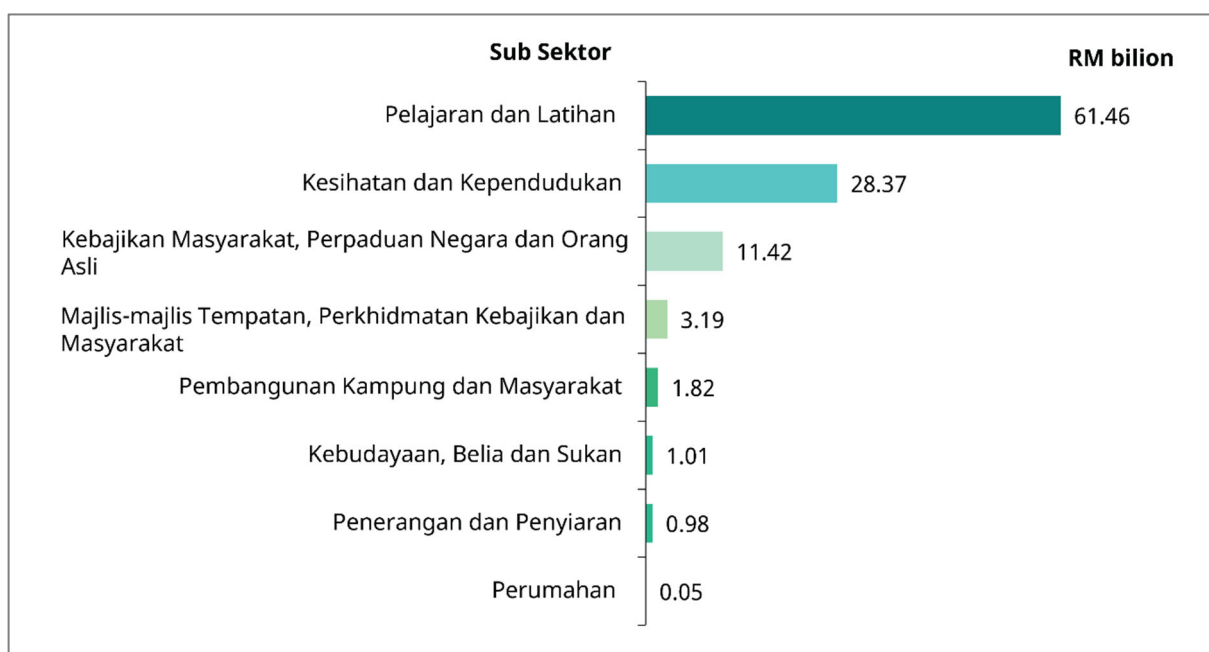 Sub Sektor
RM bilion
Pelajaran dan Latihan
61.46
Kesihatan dan Kependudukan
28.37
Kebajikan Masyarakat, Perpaduan Negara dan Orang
Asli
11.42
Majlis-majlis Tempatan, Perkhidmatan Kebajikan dan
Masyarakat
3.19
Pembangunan Kampung dan Masyarakat
1.82
Kebudayaan, Belia dan Sukan
1.01
Penerangan dan Penyiaran
0.98
Perumahan
0.05